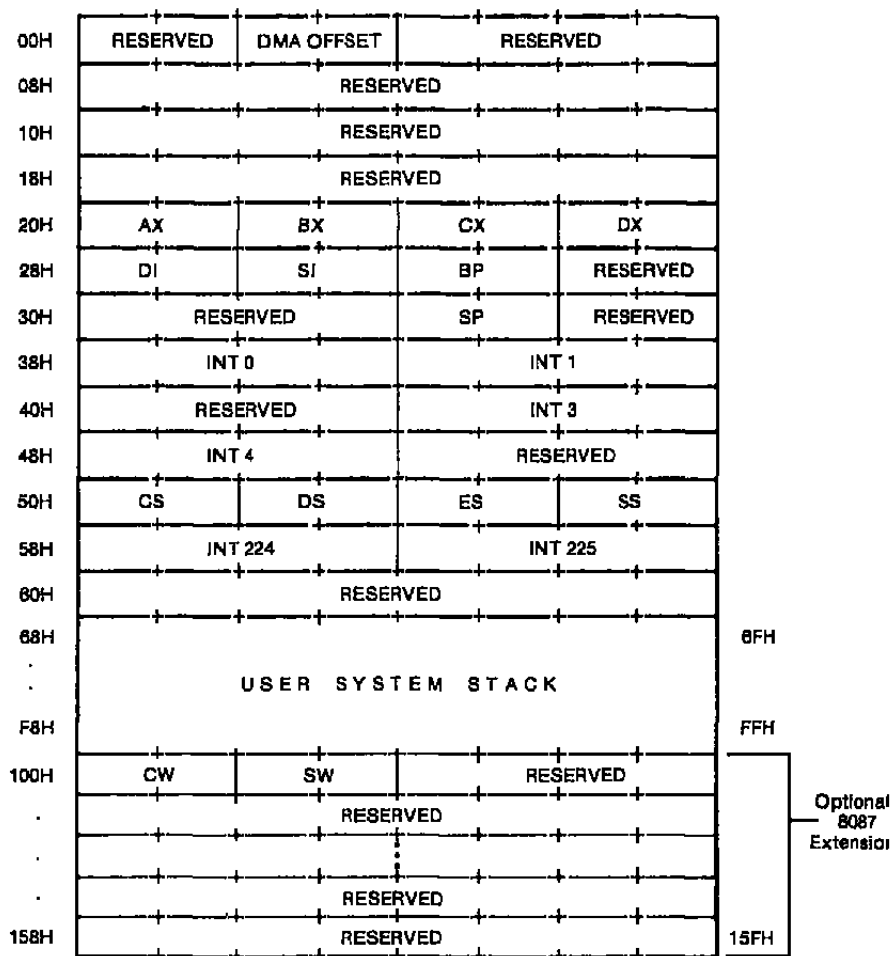 00H RESERVED DMA OFFSET RESERVED
08H RESERVED
10H RESERVED
18H RESERVED
20H AX BX CX DX
28H DI SI BP RESERVED
30H RESERVED SP RESERVED
38H INT 0 INT 1
40H RESERVED INT 3
48H INT 4 RESERVED
50H CS DS ES SS
58H INT 224 INT 225
60H RESERVED
68H 6FH
USER SYSTEM STACK
F8H FFH
100H CW SW RESERVED
RESERVED
Optional
8087
Extension
RESERVED
158H RESERVED 15FH